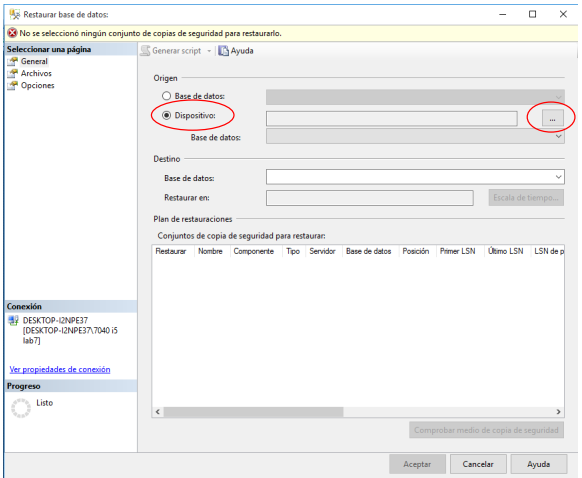 Restaurar base de datos:
No se seleccionó ningún conjunto de copias de seguridad para restaurarlo.
Seleccionar una página
General
Archivos
Opciones
Generar script
Ayuda
Origen
Base de datos:
Dispositivo:
...
Base de datos:
Destino
Base de datos:
Restaurar en:
Escala de tiempo...
Plan de restauraciones
Conjuntos de copia de seguridad para restaurar:
Restaurar Nombre Componente Tipo Servidor Base de datos Posición Primer LSN Último LSN LSN de p
Conexión
DESKTOP-I2NPE37
[DESKTOP-I2NPE37\7040 i5
lab7]
Ver propiedades de conexión
Progreso
Listo
Comprobar medio de copia de seguridad
Aceptar
Cancelar
Ayuda